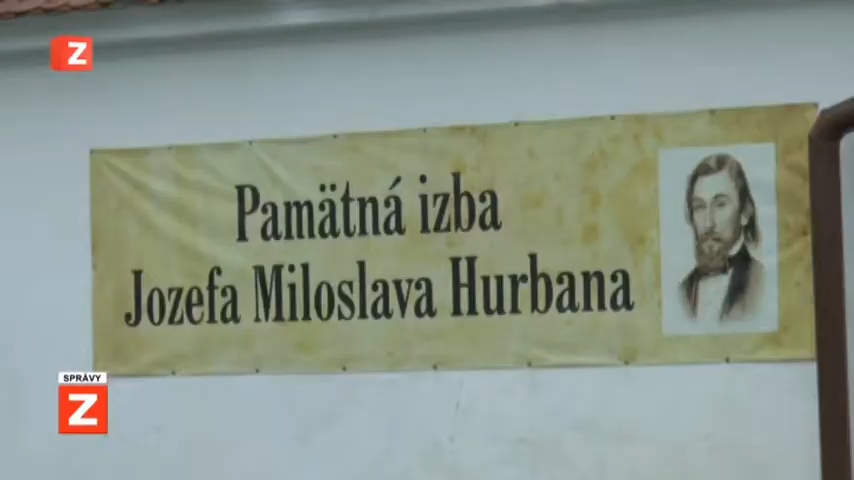 Z
Pamätná izba
Jozefa Miloslava Hurbana
SPRÁVY
Z